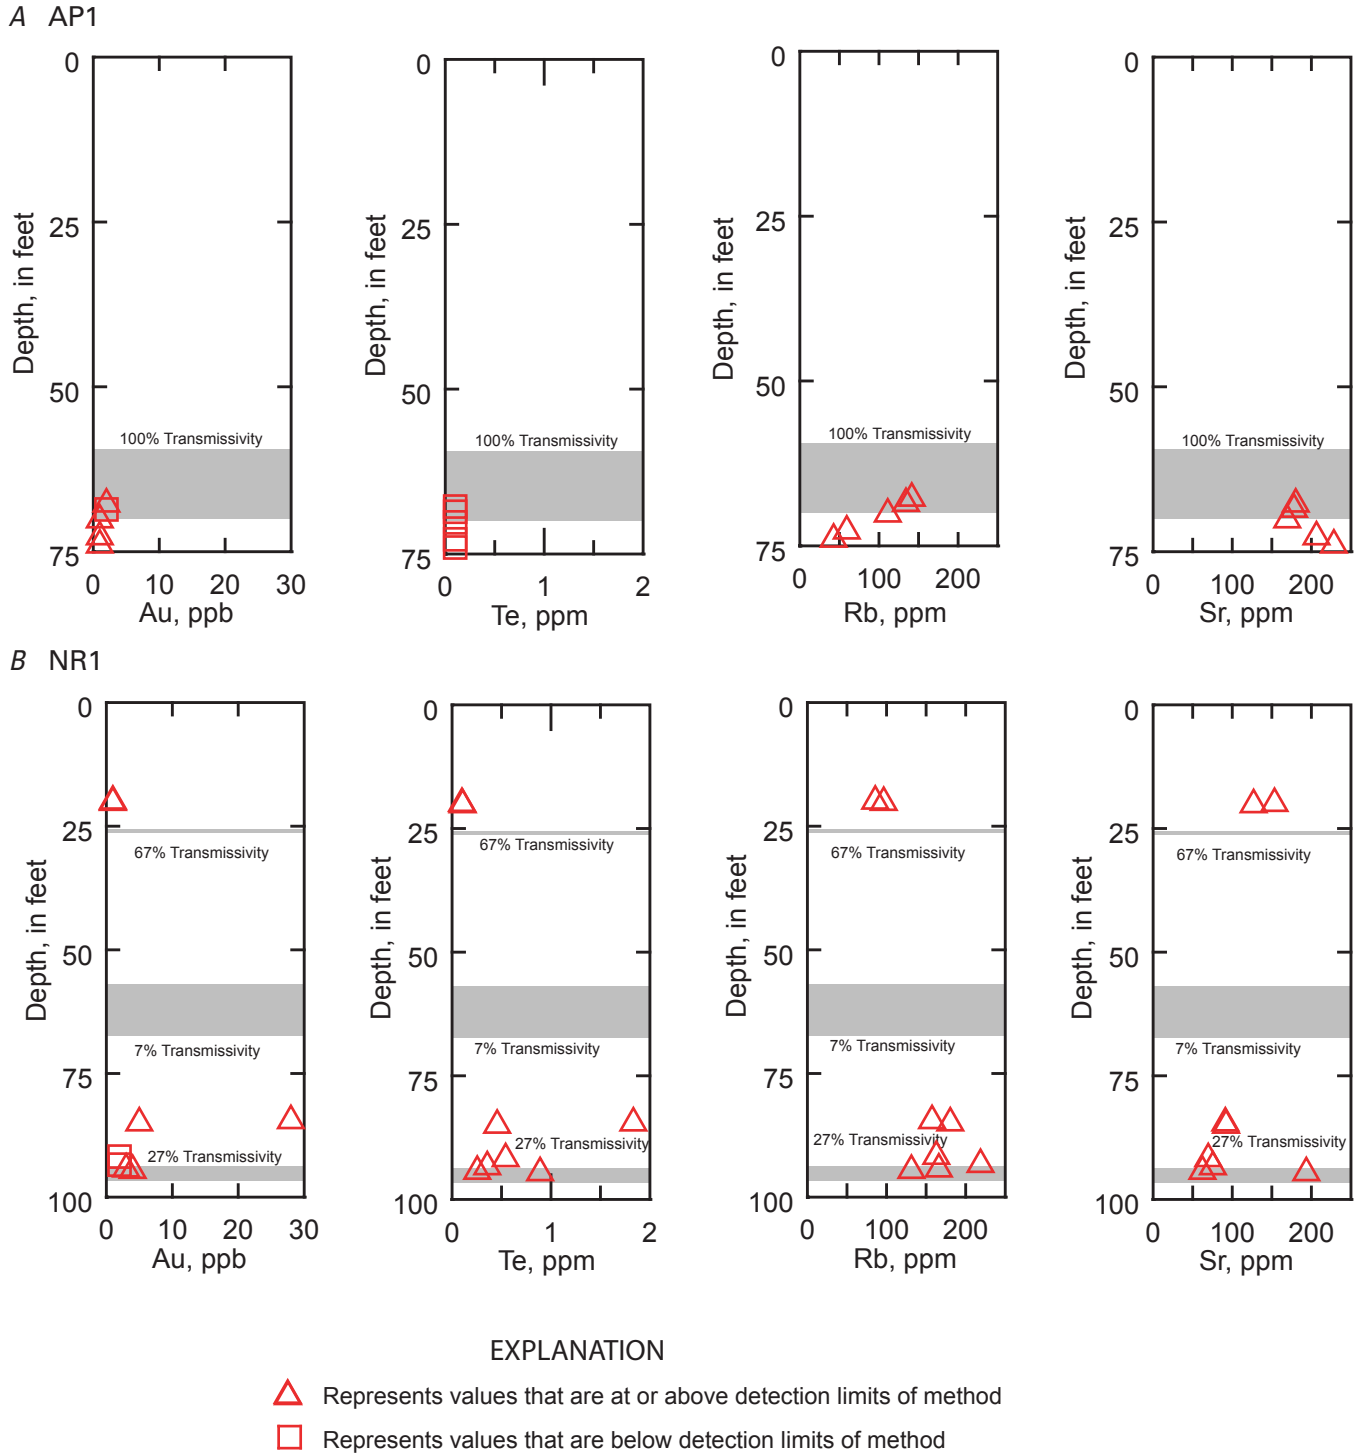 A AP1
0
25
50
75
Depth, in feet
100% Transmissivity
0 10 20 30
Au, ppb
0
25
50
75
Depth, in feet
100% Transmissivity
0 1 2
Te, ppm
0
25
50
75
Depth, in feet
100% Transmissivity
0 100 200
Rb, ppm
0
25
50
75
Depth, in feet
100% Transmissivity
0 100 200
Sr, ppm
B NR1
0
25
50
75
100
Depth, in feet
67% Transmissivity
7% Transmissivity
27% Transmissivity
0 10 20 30
Au, ppb
0
25
50
75
100
Depth, in feet
67% Transmissivity
7% Transmissivity
27% Transmissivity
0 1 2
Te, ppm
0
25
50
75
100
Depth, in feet
67% Transmissivity
7% Transmissivity
27% Transmissivity
0 100 200
Rb, ppm
0
25
50
75
100
Depth, in feet
67% Transmissivity
7% Transmissivity
27% Transmissivity
0 100 200
Sr, ppm
EXPLANATION
Represents values that are at or above detection limits of method
Represents values that are below detection limits of method